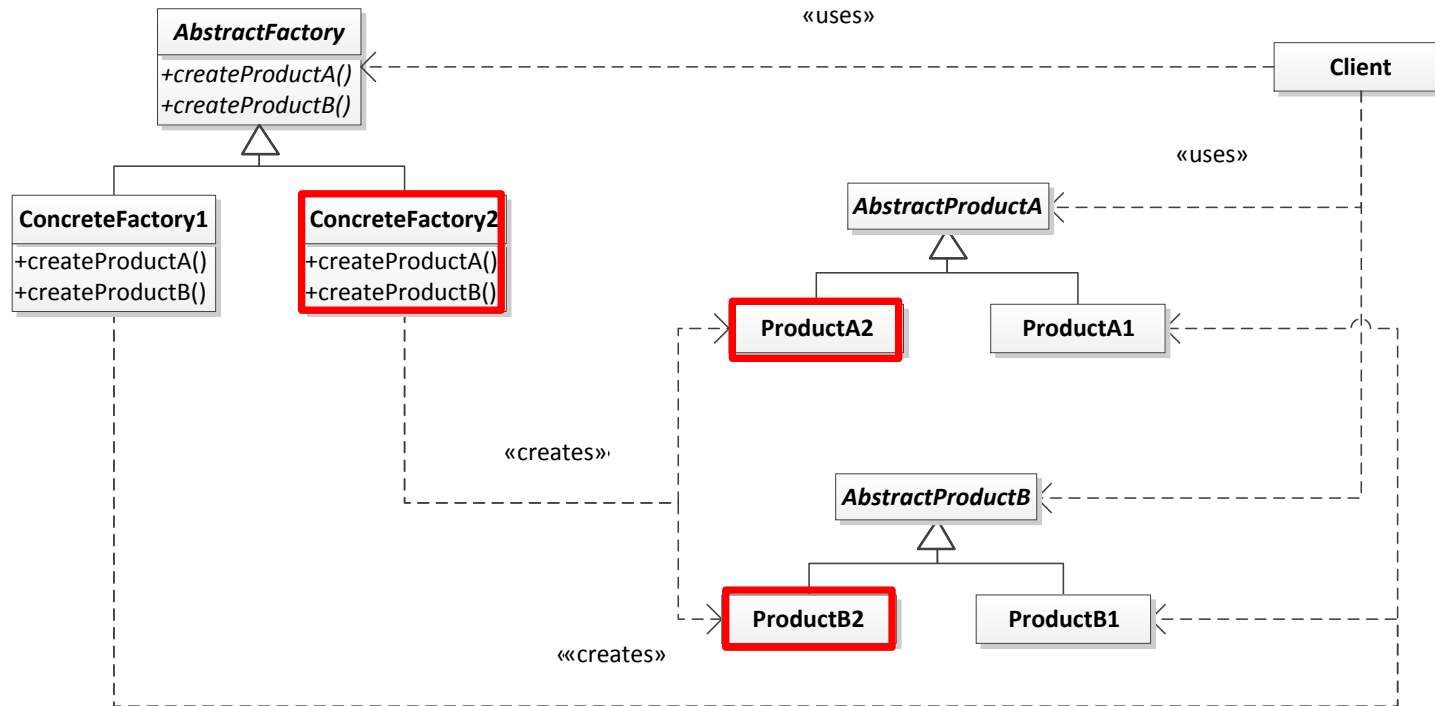 «uses»
AbstractFactory
+createProductA()
+createProductB()
Client
«uses»
ConcreteFactory1
+createProductA()
+createProductB()
ConcreteFactory2
+createProductA()
+createProductB()
AbstractProductA
ProductA2
ProductA1
«creates»
AbstractProductB
ProductB2
ProductB1
«creates»